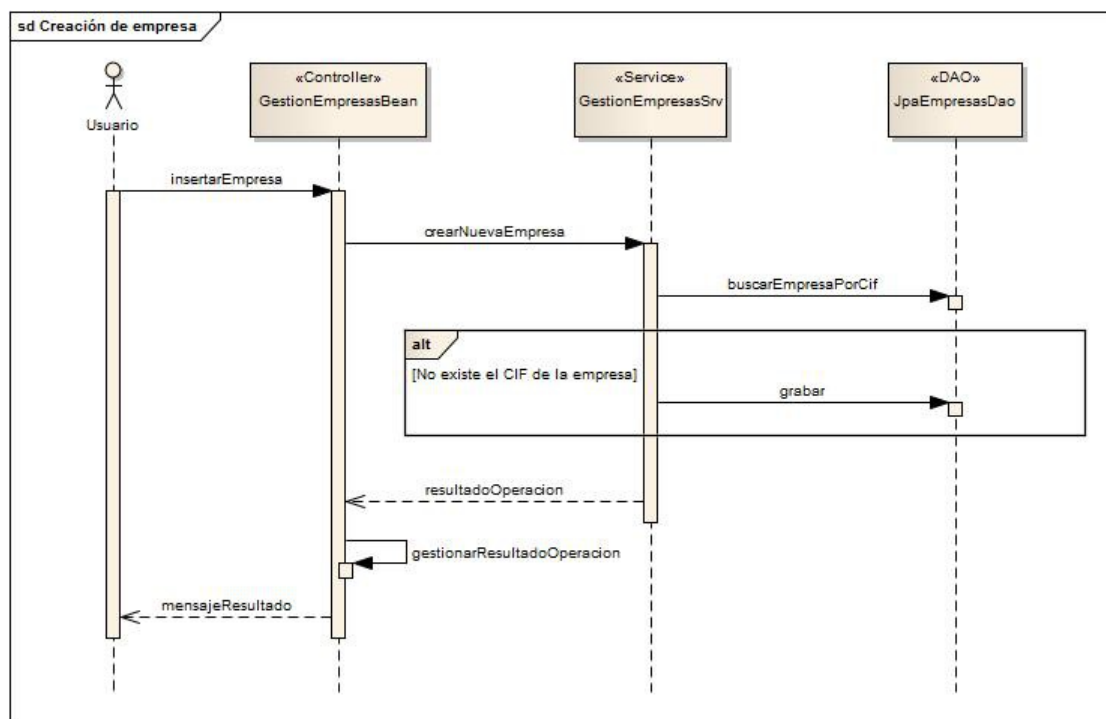 sd Creación de empresa
Usuario
«Controller»
GestionEmpresasBean
«Service»
GestionEmpresasSrv
«DAO»
JpaEmpresasDao
insertarEmpresa
crearNuevaEmpresa
buscarEmpresaPorCif
alt
[No existe el CIF de la empresa]
grabar
resultadoOperacion
gestionarResultadoOperacion
mensajeResultado